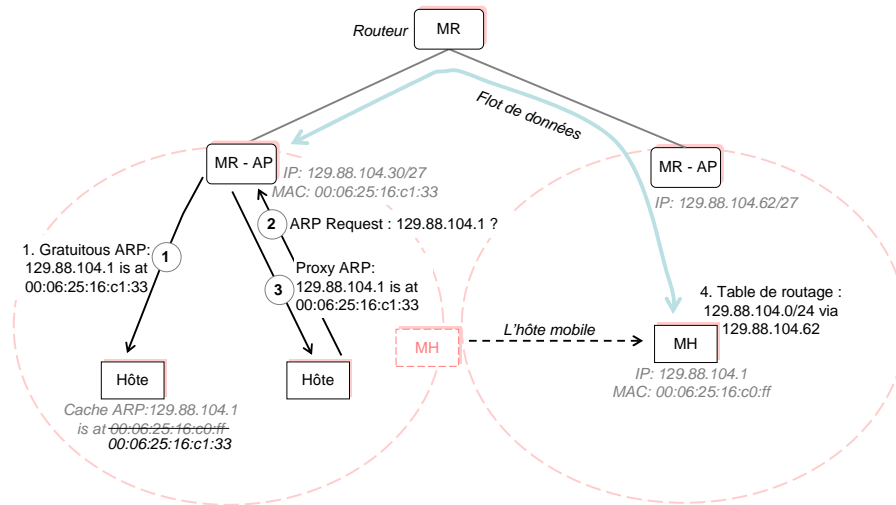 Routeur
MR
Flot de données
MR - AP
IP: 129.88.104.30/27
MAC: 00:06:25:16:c1:33
MR - AP
IP: 129.88.104.62/27
2
ARP Request : 129.88.104.1 ?
1. Gratuitous ARP:
129.88.104.1 is at
00:06:25:16:c1:33
1
Proxy ARP:
129.88.104.1 is at
00:06:25:16:c1:33
3
4. Table de routage :
129.88.104.0/24 via
129.88.104.62
L'hôte mobile
MH
MH
IP: 129.88.104.1
MAC: 00:06:25:16:c0:ff
Hôte
Hôte
Cache ARP:129.88.104.1
is at 00:06:25:16:c0:ff
00:06:25:16:c1:33